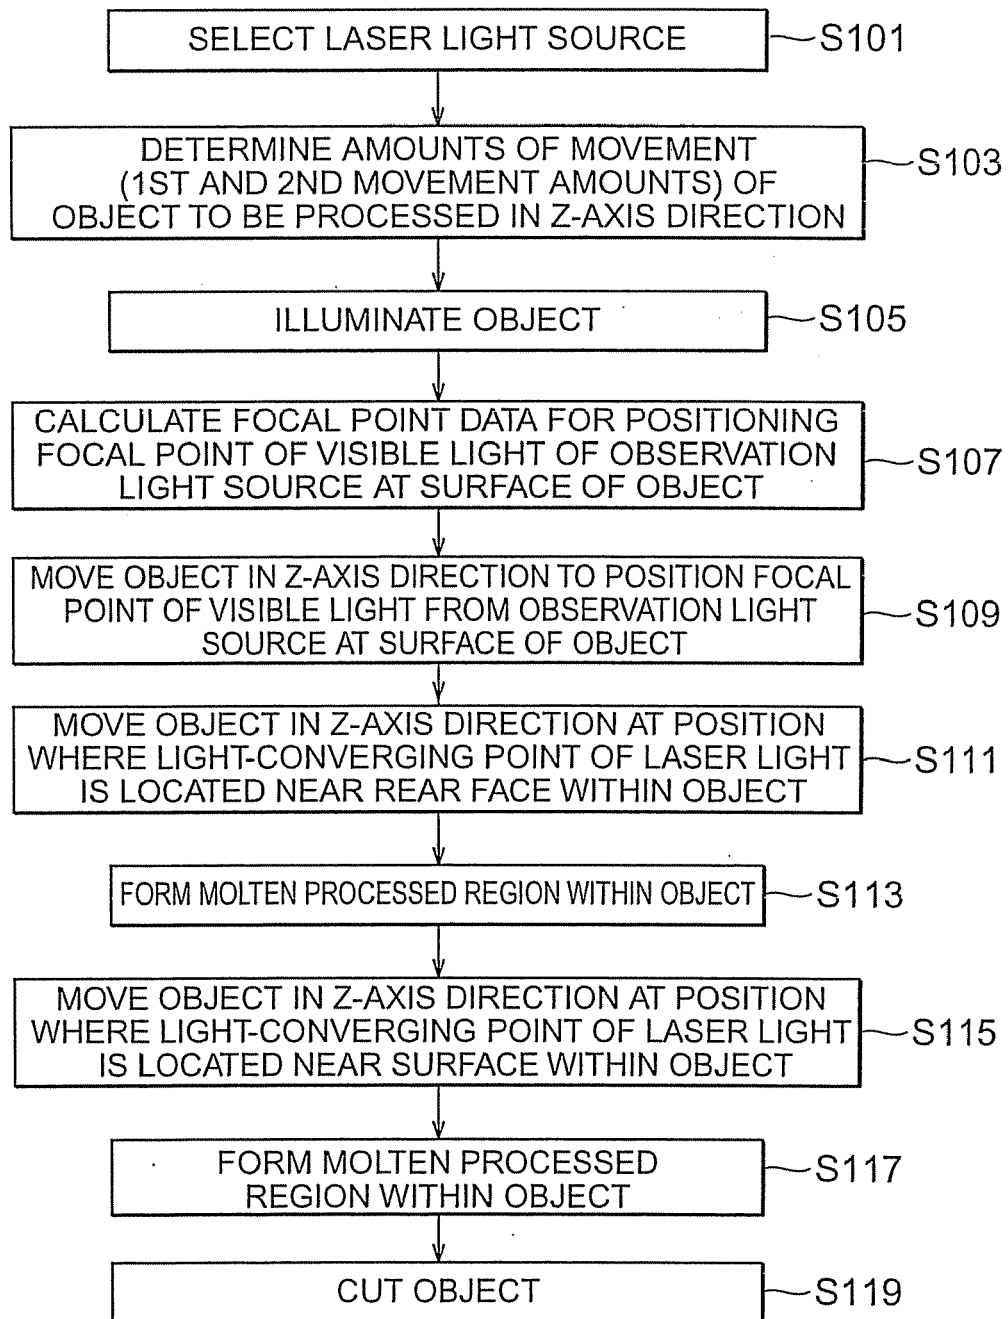 SELECT LASER LIGHT SOURCE
S101
DETERMINE AMOUNTS OF MOVEMENT
(1ST AND 2ND MOVEMENT AMOUNTS) OF
OBJECT TO BE PROCESSED IN Z-AXIS DIRECTION
S103
ILLUMINATE OBJECT
S105
CALCULATE FOCAL POINT DATA FOR POSITIONING
FOCAL POINT OF VISIBLE LIGHT OF OBSERVATION
LIGHT SOURCE AT SURFACE OF OBJECT
S107
MOVE OBJECT IN Z-AXIS DIRECTION TO POSITION FOCAL
POINT OF VISIBLE LIGHT FROM OBSERVATION LIGHT
SOURCE AT SURFACE OF OBJECT
S109
MOVE OBJECT IN Z-AXIS DIRECTION AT POSITION
WHERE LIGHT-CONVERGING POINT OF LASER LIGHT
IS LOCATED NEAR REAR FACE WITHIN OBJECT
S111
FORM MOLTEN PROCESSED REGION WITHIN OBJECT
S113
MOVE OBJECT IN Z-AXIS DIRECTION AT POSITION
WHERE LIGHT-CONVERGING POINT OF LASER LIGHT
IS LOCATED NEAR SURFACE WITHIN OBJECT
S115
FORM MOLTEN PROCESSED
REGION WITHIN OBJECT
S117
CUT OBJECT
S119